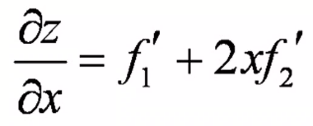 ∂z/∂x = f₁′ + 2xf₂′